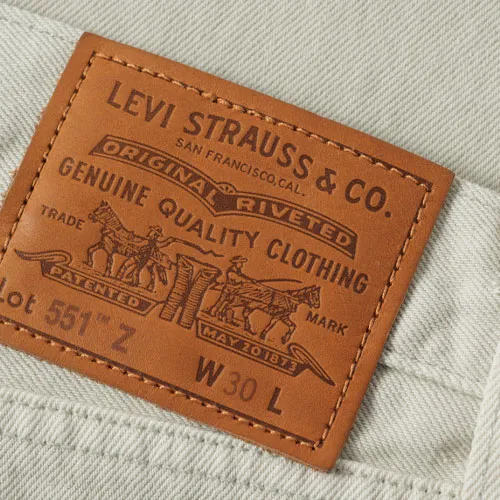 LEVI STRAUSS & CO.
SAN FRANCISCO, CAL.
ORIGINAL RIVETED
GENUINE QUALITY CLOTHING
TRADE MARK
PATENTED MAY 20 1873
Lot 551™ Z
W 30 L